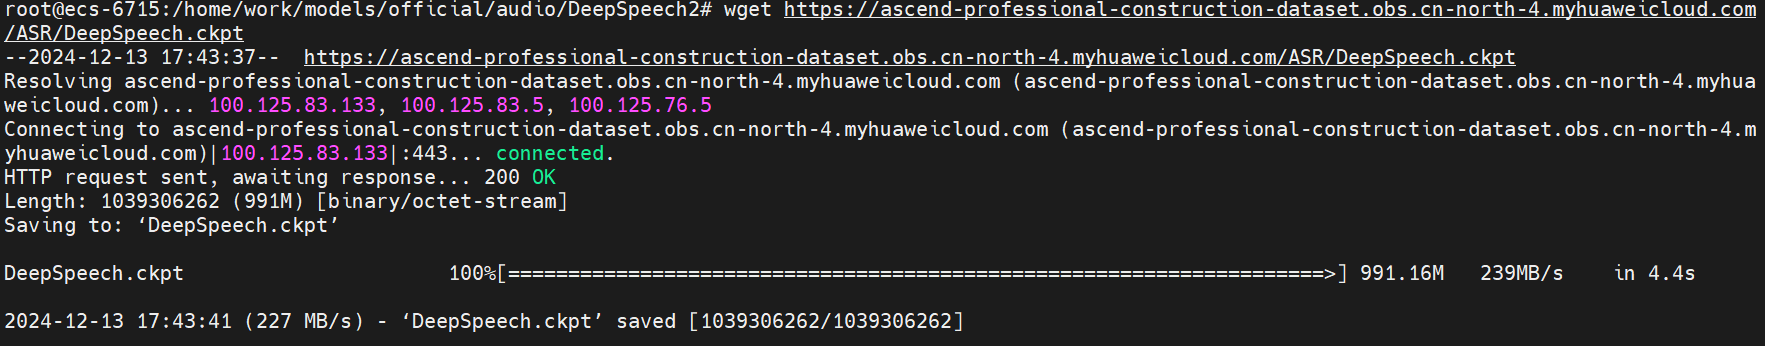 root@ecs-6715:/home/work/models/official/audio/DeepSpeech2# wget https://ascend-professional-construction-dataset.obs.cn-north-4.myhuaweicloud.com
/ASR/DeepSpeech.ckpt
--2024-12-13 17:43:37--  https://ascend-professional-construction-dataset.obs.cn-north-4.myhuaweicloud.com/ASR/DeepSpeech.ckpt
Resolving ascend-professional-construction-dataset.obs.cn-north-4.myhuaweicloud.com (ascend-professional-construction-dataset.obs.cn-north-4.myhua
weicloud.com)... 100.125.83.133, 100.125.83.5, 100.125.76.5
Connecting to ascend-professional-construction-dataset.obs.cn-north-4.myhuaweicloud.com (ascend-professional-construction-dataset.obs.cn-north-4.m
yhuaweicloud.com)|100.125.83.133|:443... connected.
HTTP request sent, awaiting response... 200 OK
Length: 1039306262 (991M) [binary/octet-stream]
Saving to: ‘DeepSpeech.ckpt’
DeepSpeech.ckpt                      100%[====================================================================>] 991.16M   239MB/s    in 4.4s
2024-12-13 17:43:41 (227 MB/s) - ‘DeepSpeech.ckpt’ saved [1039306262/1039306262]